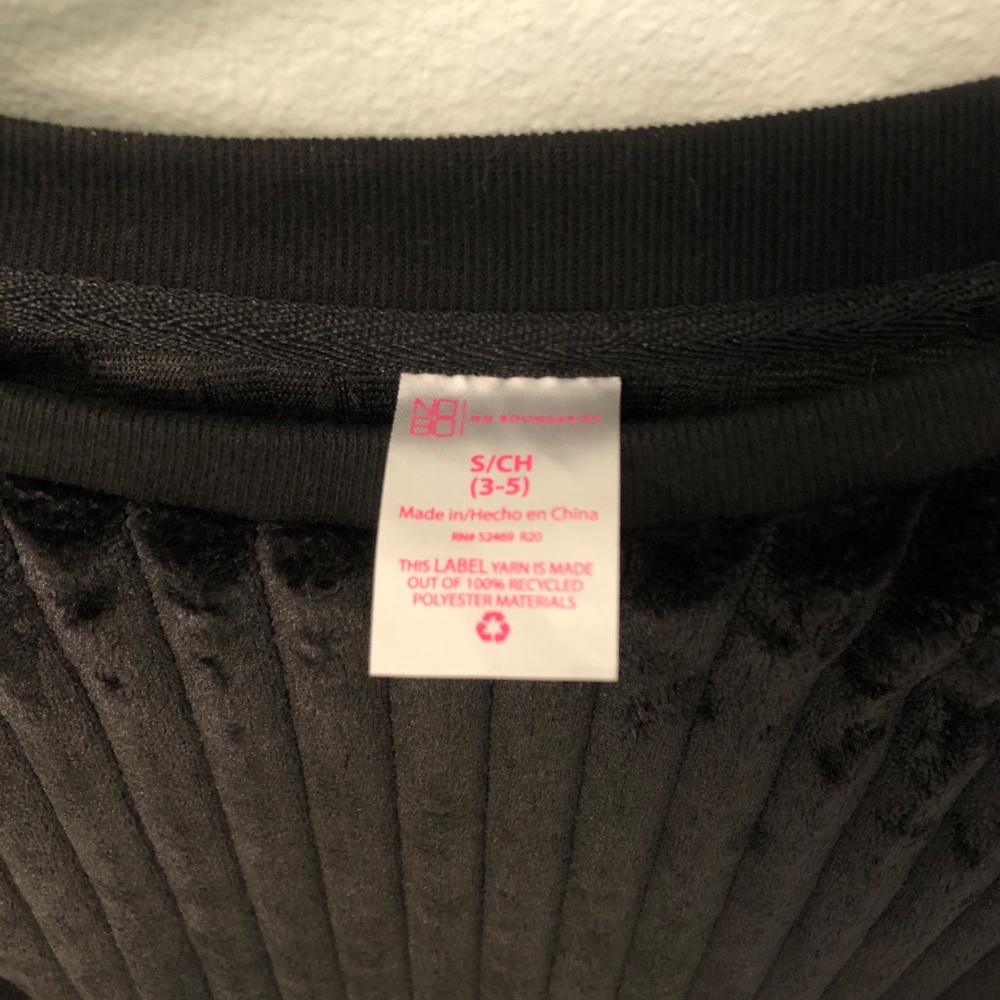 NO BO | NO BOUNDARIES
S/CH
(3-5)
Made in/Hecho en China
RN# 52469 R20
THIS LABEL YARN IS MADE
OUT OF 100% RECYCLED
POLYESTER MATERIALS